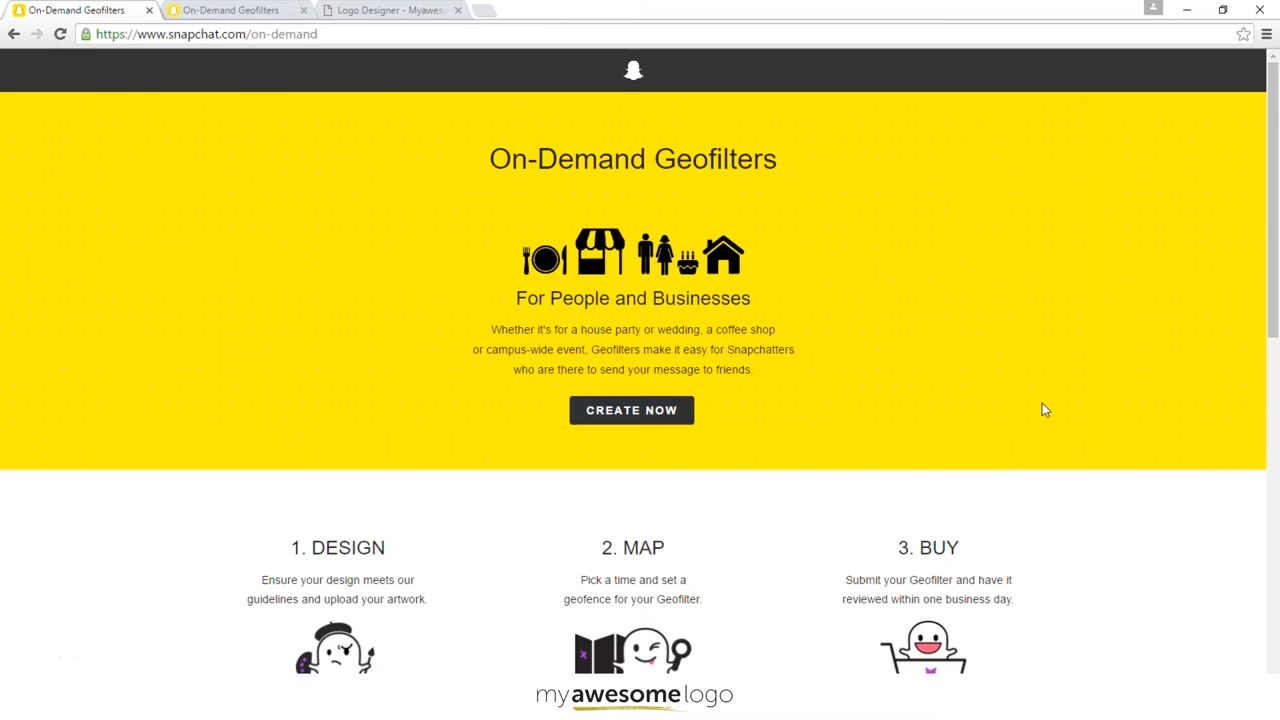 On-Demand Geofilters
On-Demand Geofilters
Logo Designer - Myawes
https://www.snapchat.com/on-demand
On-Demand Geofilters
For People and Businesses
Whether it's for a house party or wedding, a coffee shop
or campus-wide event, Geofilters make it easy for Snapchatters
who are there to send your message to friends.
CREATE NOW
1. DESIGN
Ensure your design meets our
guidelines and upload your artwork.
2. MAP
Pick a time and set a
geofence for your Geofilter.
3. BUY
Submit your Geofilter and have it
reviewed within one business day.
myawesomelogo